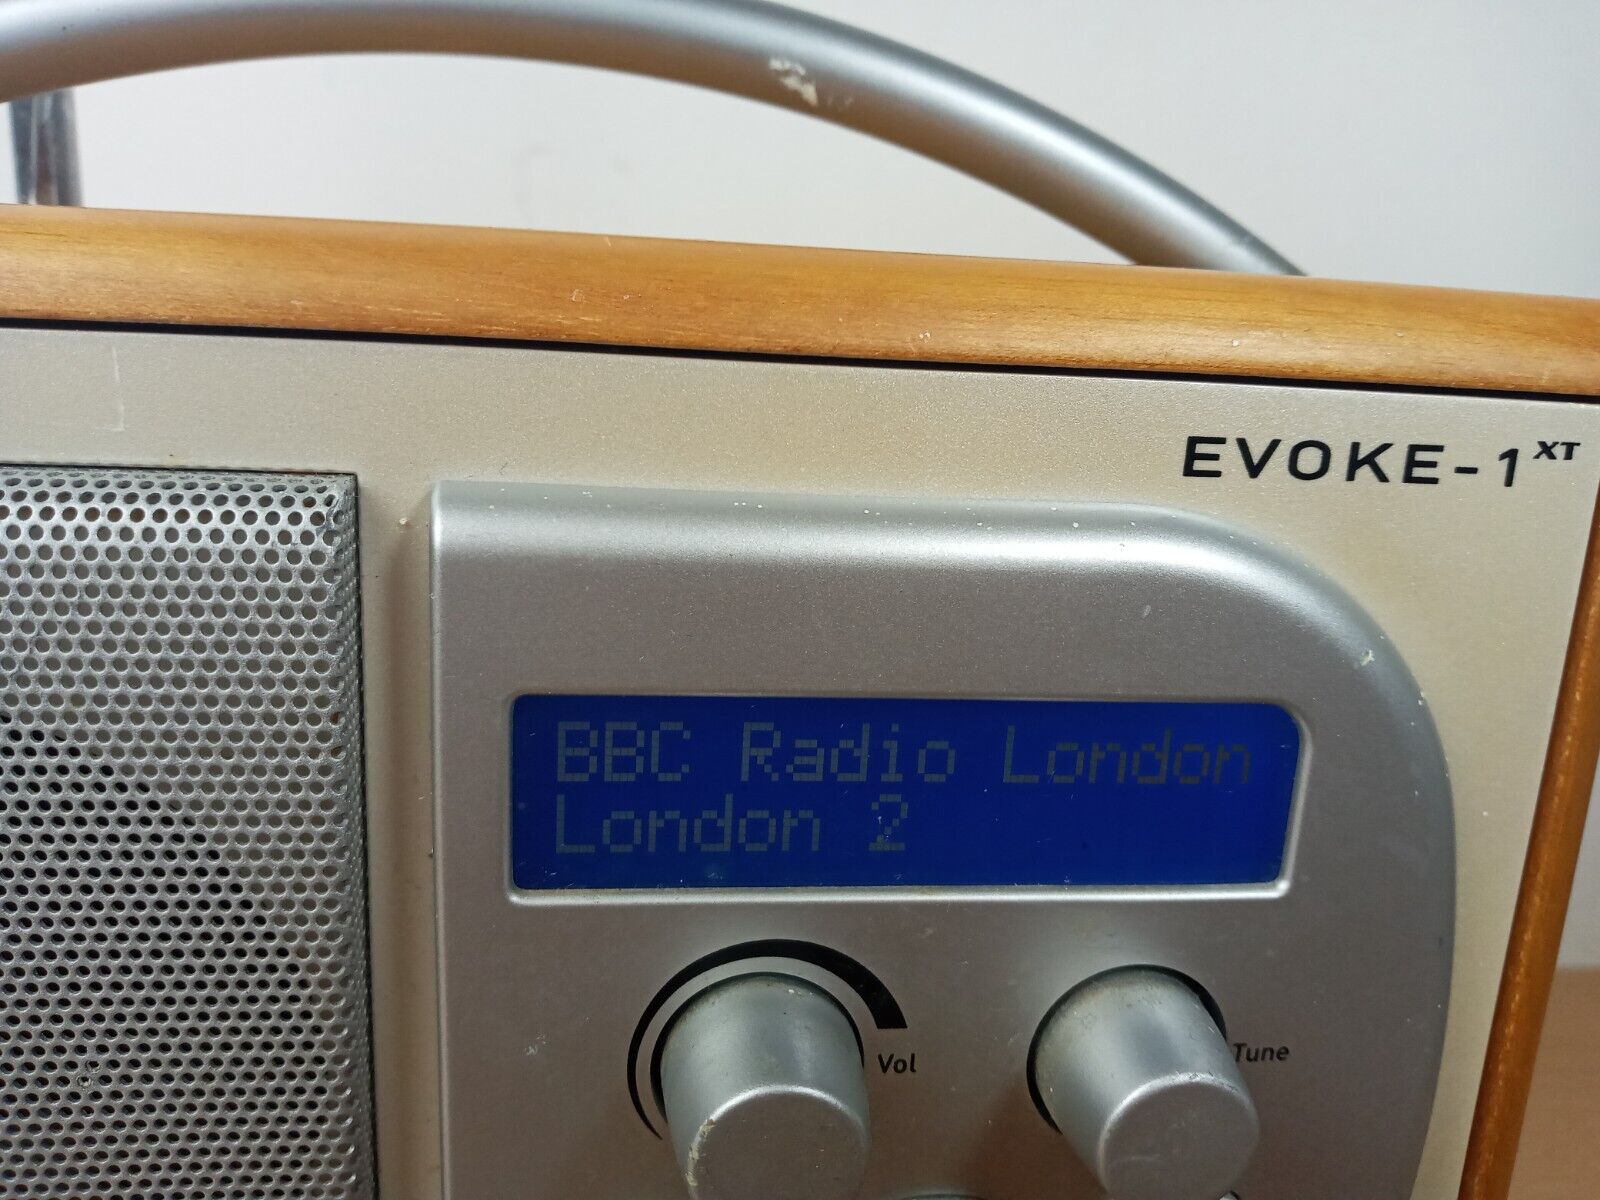 EVOKE-1XT
BBC Radio London
London 2
Vol
Tune